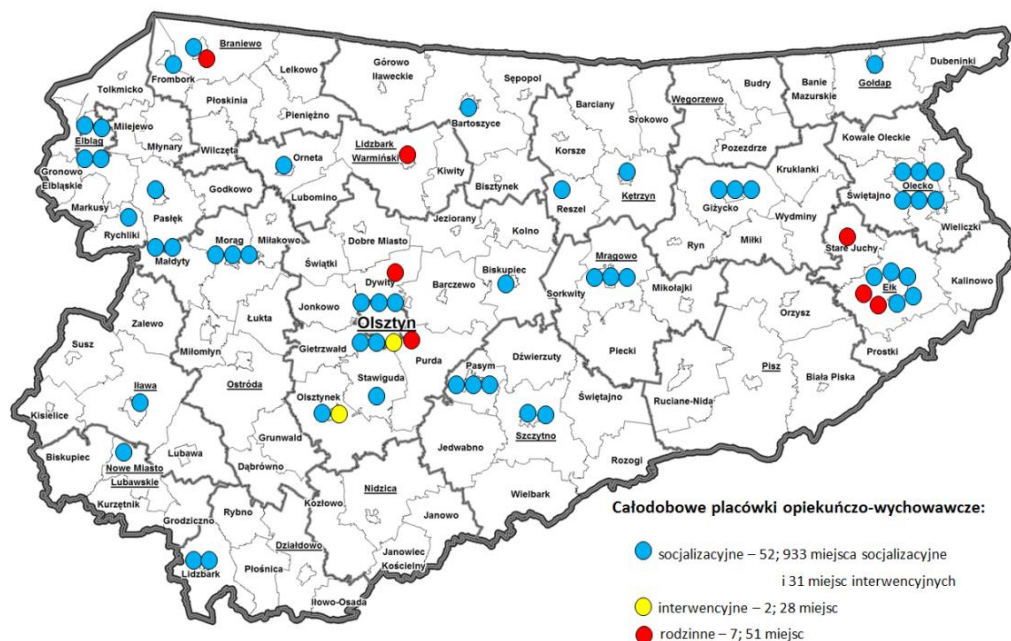 Braniewo
Frombork
Lelkowo
Górowo
Iławeckie
Sępopol
Budry
Banie
Mazurskie
Gołdap
Dubeninki
Tolkmicko
Płoskinia
Pieniężno
Bartoszyce
Barciany
Srokowo
Węgorzewo
Pozezdrze
Kowale Oleckie
Milejewo
Elbląg
Młynary
Wilczęta
Orneta
Lidzbark
Warmiński
Kiwity
Bisztynek
Korsze
Kętrzyn
Reszel
Kruklanki
Giżycko
Świętajno
Olecko
Gronowo
Elbląskie
Markusy
Godkowo
Pasłęk
Rychliki
Lubomino
Jeziorany
Kolno
Wydminy
Wieliczki
Stare Juchy
Małdyty
Morąg
Miłakowo
Dobre Miasto
Świątki
Ryn
Miłki
Mrągowo
Sorkwity
Mikołajki
Dywity
Jonkowo
Barczewo
Biskupiec
Ełk
Kalinowo
Orzysz
Zalewo
Łukta
Olsztyn
Susz
Miłomłyn
Gietrzwałd
Purda
Dźwierzuty
Piecki
Prostki
Iława
Ostróda
Stawiguda
Olsztynek
Pasym
Świętajno
Ruciane-Nida
Pisz
Biała Piska
Kisielice
Grunwald
Szczytno
Jedwabno
Rozogi
Biskupiec
Nowe Miasto
Lubawskie
Lubawa
Dąbrówno
Kurzętnik
Grodziczno
Rybno
Kozłowo
Nidzica
Janowo
Wielbark
Działdowo
Lidzbark
Płośnica
Janowiec
Kościelny
Iłowo-Osada
Całodobowe placówki opiekuńczo-wychowawcze:
socjalizacyjne – 52; 933 miejsca socjalizacyjne
i 31 miejsc interwencyjnych
interwencyjne – 2; 28 miejsc
rodzinne – 7; 51 miejsc